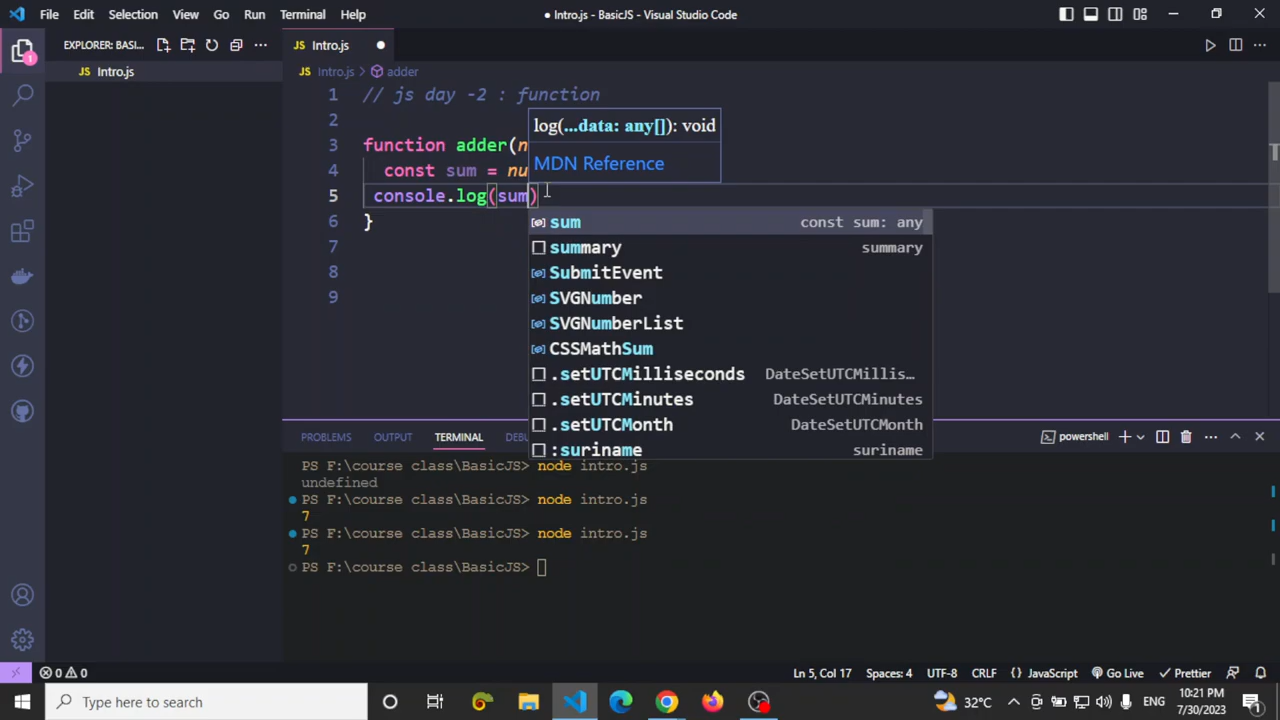 File Edit Selection View Go Run Terminal Help
● Intro.js - BasicJS - Visual Studio Code
EXPLORER: BASI...
JS Intro.js
JS Intro.js ●
JS Intro.js > adder
1 // js day -2 : function
2
3 function adder(n
4 const sum = nu
5 console.log(sum)
6 }
7
8
9
log(...data: any[]): void
MDN Reference
sum const sum: any
summary summary
SubmitEvent
SVGNumber
SVGNumberList
CSSMathSum
.setUTCMilliseconds DateSetUTCMillis...
.setUTCMinutes DateSetUTCMinutes
.setUTCMonth DateSetUTCMonth
:suriname suriname
PROBLEMS OUTPUT TERMINAL DEBU
powershell
PS F:\course class\BasicJS> node intro.js
undefined
PS F:\course class\BasicJS> node intro.js
7
PS F:\course class\BasicJS> node intro.js
7
PS F:\course class\BasicJS>
0 0 Ln 5, Col 17 Spaces: 4 UTF-8 CRLF {} JavaScript Go Live Prettier
Type here to search
32°C ENG 10:21 PM
7/30/2023
1
1